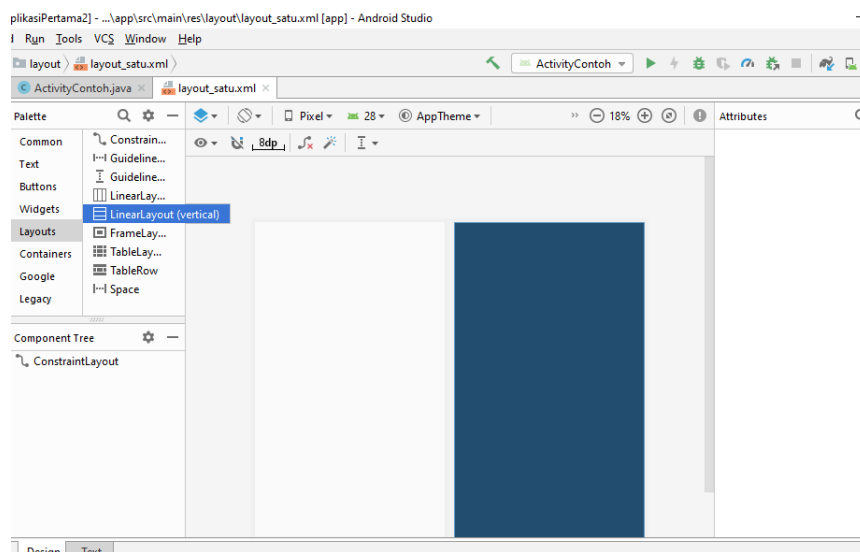 plikasiPertama2] - ...\app\src\main\res\layout\layout_satu.xml [app] - Android Studio
Run Tools VCS Window Help
layout layout_satu.xml ActivityContoh
ActivityContoh.java × layout_satu.xml ×
Palette Pixel 28 AppTheme » 18% Attributes
8dp
Common
Text
Buttons
Widgets
Layouts
Containers
Google
Legacy
Constrain...
Guideline...
Guideline...
LinearLay...
LinearLayout (vertical)
FrameLay...
TableLay...
TableRow
Space
Component Tree
ConstraintLayout
Design Text